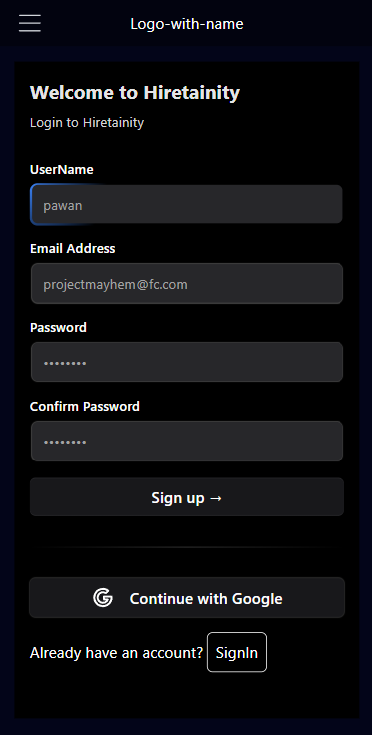 Logo-with-name
Welcome to Hiretainity
Login to Hiretainity
UserName
pawan
Email Address
projectmayhem@fc.com
Password
••••••••
Confirm Password
••••••••
Sign up →
Continue with Google
Already have an account? SignIn